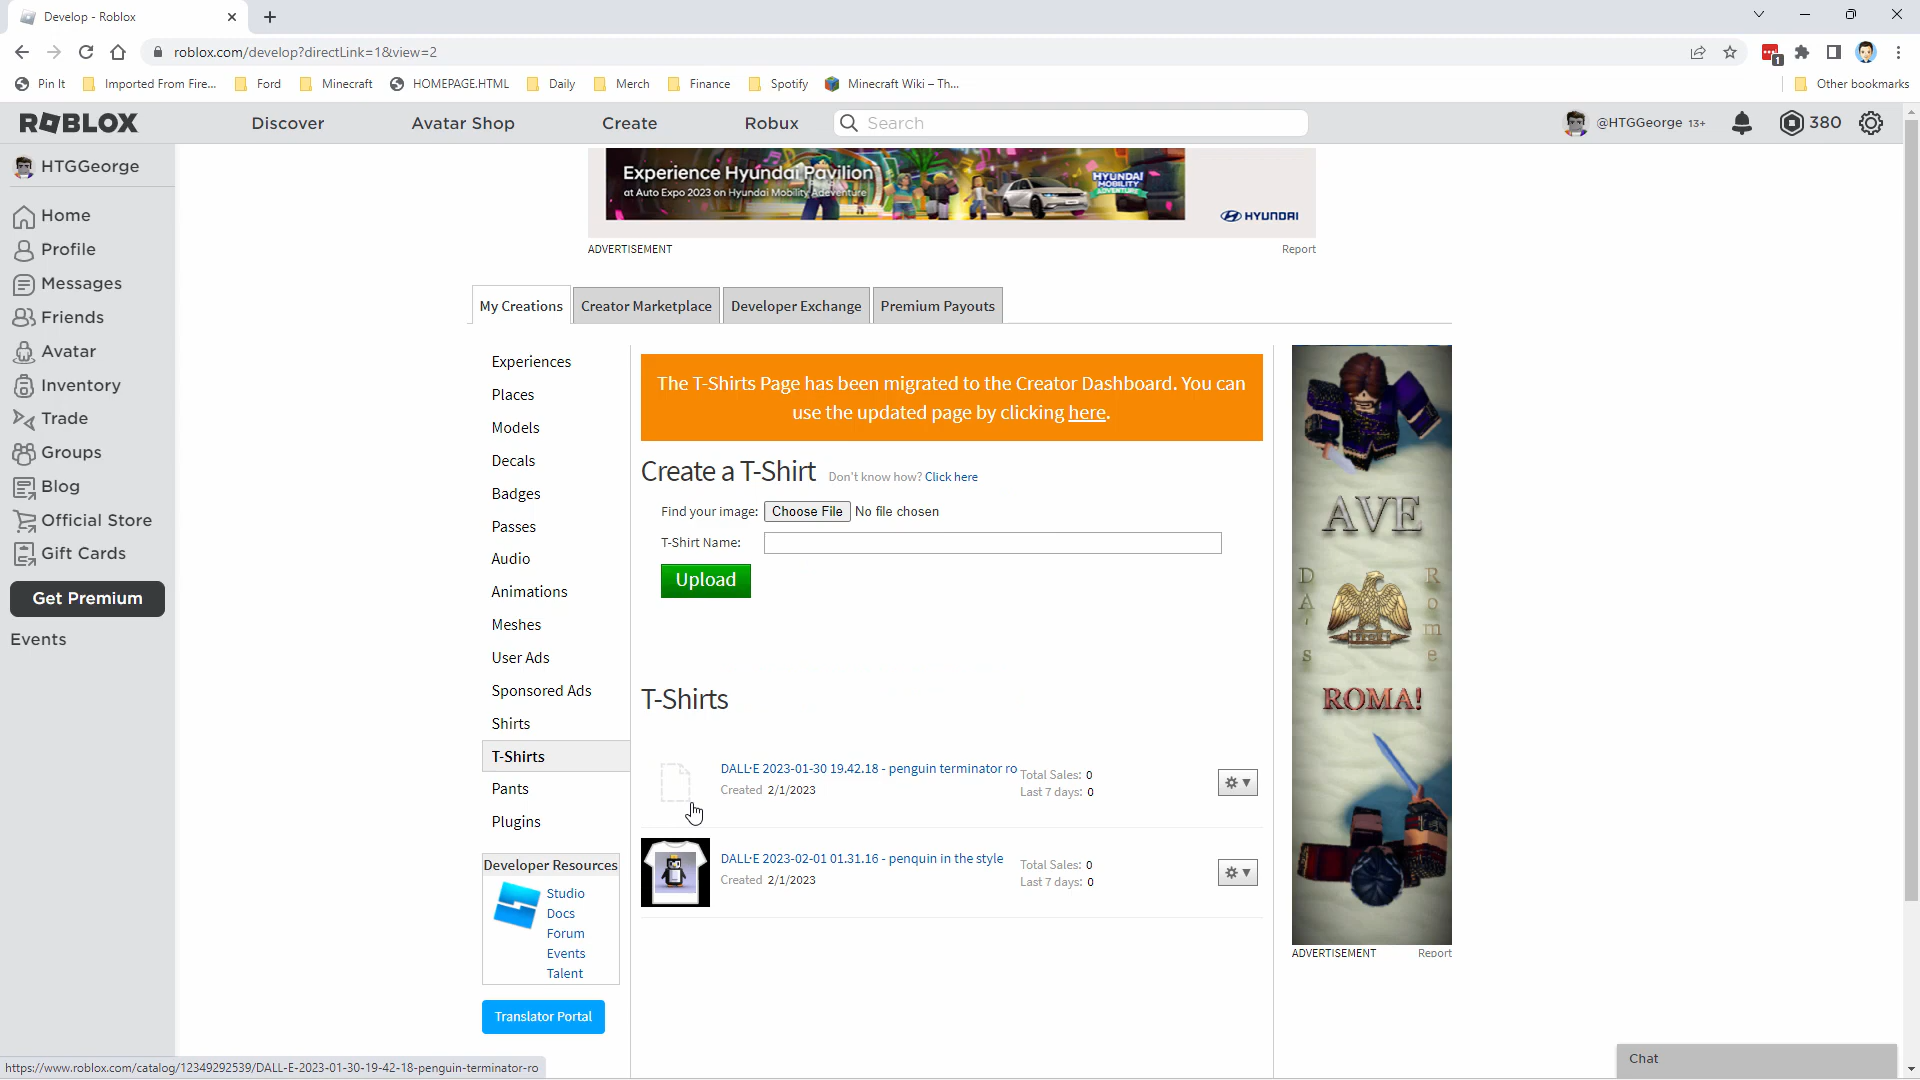 Develop - Roblox
roblox.com/develop?directLink=1&view=2
1
Pin It
Imported From Fire...
Ford
Minecraft
HOMEPAGE.HTML
Daily
Merch
Finance
Spotify
Minecraft Wiki – Th...
Other bookmarks
ROBLOX
Discover
Avatar Shop
Create
Robux
Search
@HTGGeorge 13+
380
HTGGeorge
Home
Profile
Messages
Friends
Avatar
Inventory
Trade
Groups
Blog
Official Store
Gift Cards
Get Premium
Events
Experience Hyundai Pavilion
at Auto Expo 2023 on Hyundai Mobility Adventure
HYUNDAI
MOBILITY
ADVENTURE
HYUNDAI
ADVERTISEMENT
Report
My Creations
Creator Marketplace
Developer Exchange
Premium Payouts
Experiences
Places
Models
Decals
Badges
Passes
Audio
Animations
Meshes
User Ads
Sponsored Ads
Shirts
T-Shirts
Pants
Plugins
Developer Resources
Studio
Docs
Forum
Events
Talent
Translator Portal
The T-Shirts Page has been migrated to the Creator Dashboard. You can
use the updated page by clicking here.
Create a T-Shirt
Don't know how? Click here
Find your image: Choose File No file chosen
T-Shirt Name:
Upload
T-Shirts
DALL·E 2023-01-30 19.42.18 - penguin terminator ro
Created 2/1/2023
Total Sales: 0
Last 7 days: 0
DALL·E 2023-02-01 01.31.16 - penquin in the style
Created 2/1/2023
Total Sales: 0
Last 7 days: 0
AVE
DA's
Rome
ROMA!
ADVERTISEMENT
Report
Chat
https://www.roblox.com/catalog/12349292539/DALL-E-2023-01-30-19-42-18-penguin-terminator-ro